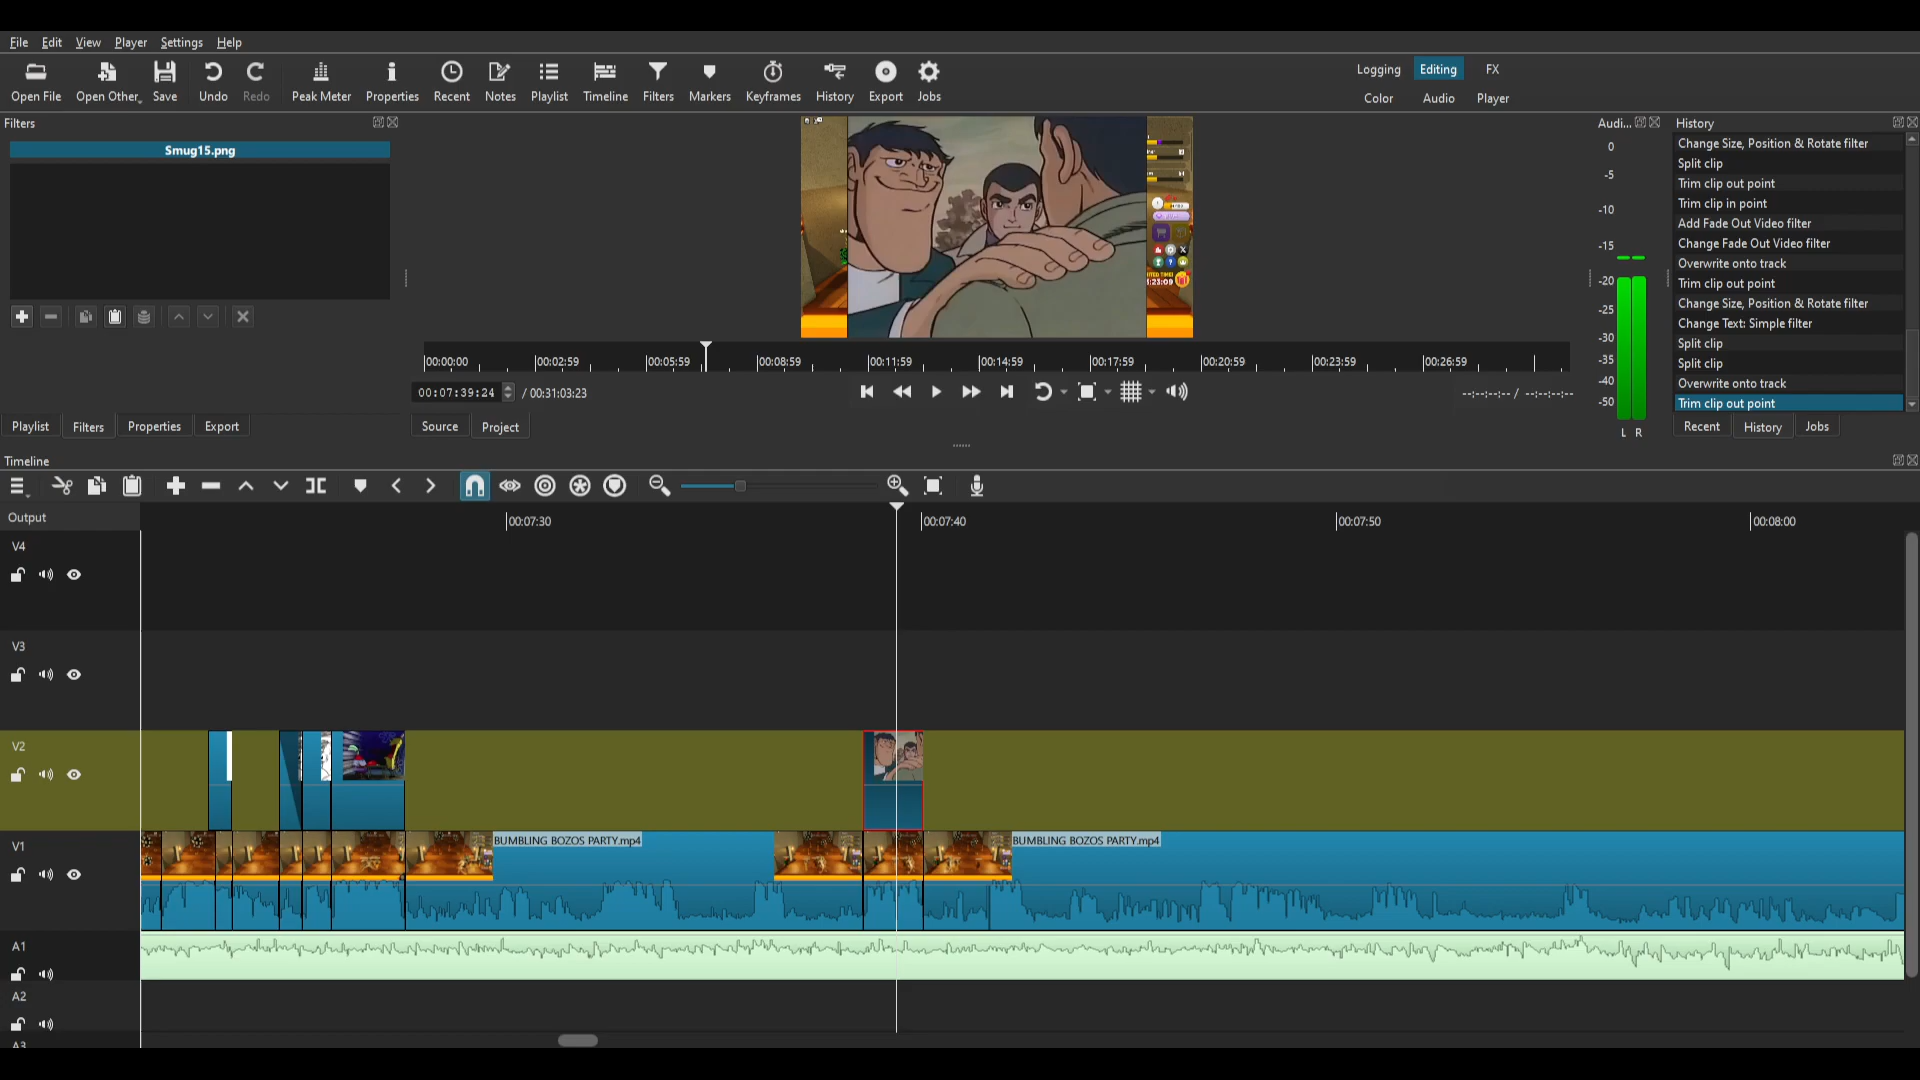 File Edit View Player Settings Help
Open File Open Other.. Save Undo Redo Peak Meter Properties Recent Notes Playlist Timeline Filters Markers Keyframes History Export Jobs
Logging Editing FX
Color Audio Player
Filters
Smug15.png
Audi... History
0
-5
-10
-15
-20
-25
-30
-35
-40
-50
L R
Change Size, Position & Rotate filter
Split clip
Trim clip out point
Trim clip in point
Add Fade Out Video filter
Change Fade Out Video filter
Overwrite onto track
Trim clip out point
Change Size, Position & Rotate filter
Change Text: Simple filter
Split clip
Split clip
Overwrite onto track
Trim clip out point
:23:09
00:00:00 00:02:59 00:05:59 00:08:59 00:11:59 00:14:59 00:17:59 00:20:59 00:23:59 00:26:59
00:07:39:24 / 00:31:03:23 --:--:--:-- / --:--:--:--
Playlist Filters Properties Export Source Project Recent History Jobs
Timeline
Output 00:07:30 00:07:40 00:07:50 00:08:00
V4
V3
V2
V1
BUMBLING BOZOS PARTY.mp4 BUMBLING BOZOS PARTY.mp4
A1
A2
A3